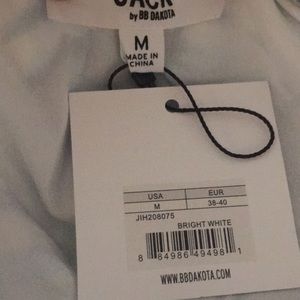 JACK
by BB DAKOTA
M
MADE IN
CHINA
USA EUR
M 38-40
JIH208075
BRIGHT WHITE
8 84986 49498 1
WWW.BBDAKOTA.COM